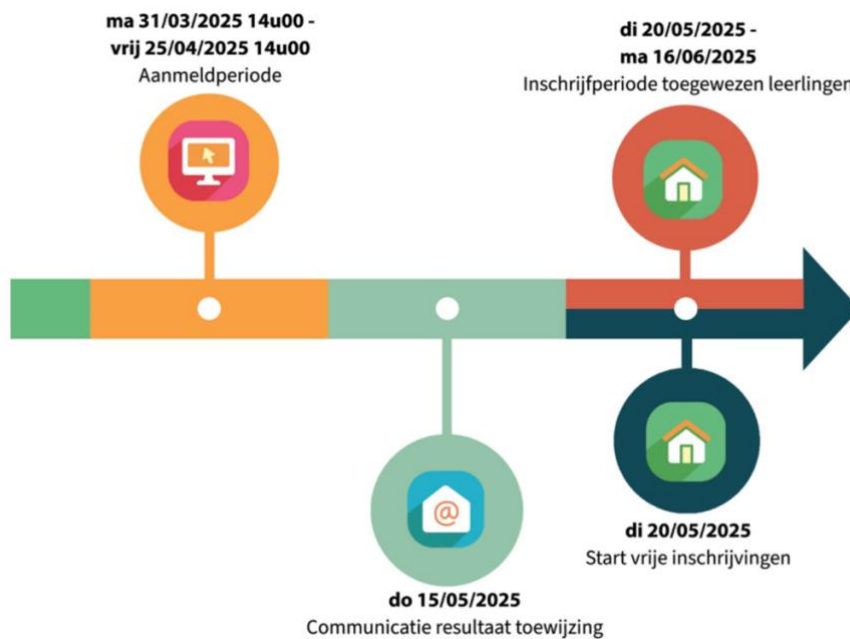 ma 31/03/2025 14u00 -
vrij 25/04/2025 14u00
Aanmeldperiode
di 20/05/2025 -
ma 16/06/2025
Inschrijfperiode toegewezen leerlingen
@
do 15/05/2025
Communicatie resultaat toewijzing
di 20/05/2025
Start vrije inschrijvingen